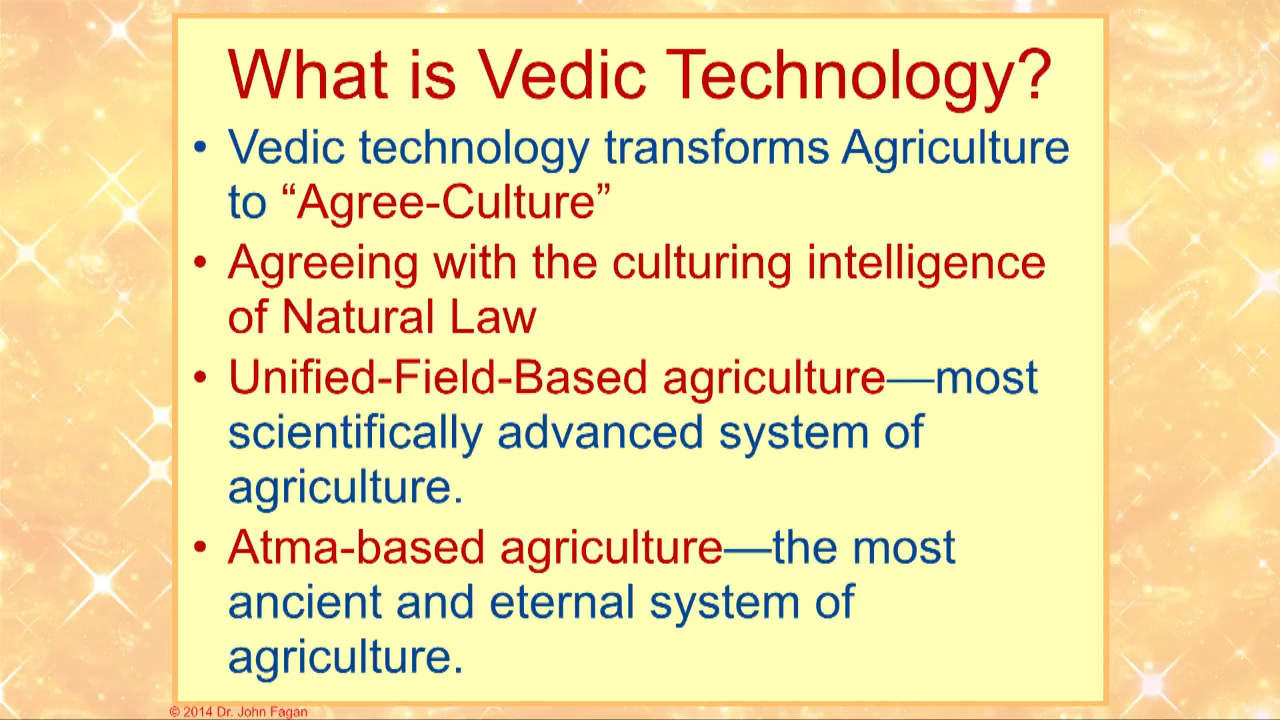 What is Vedic Technology?
• Vedic technology transforms Agriculture
to “Agree-Culture”
• Agreeing with the culturing intelligence
of Natural Law
• Unified-Field-Based agriculture—most
scientifically advanced system of
agriculture.
• Atma-based agriculture—the most
ancient and eternal system of
agriculture.
© 2014 Dr. John Fagan